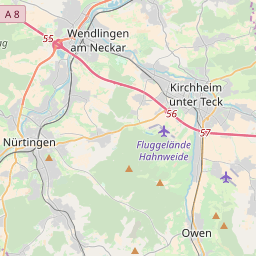 A 8
55
Wendlingen
am Neckar
Kirchheim
unter Teck
56
57
Fluggelände
Hahnweide
Nürtingen
Owen